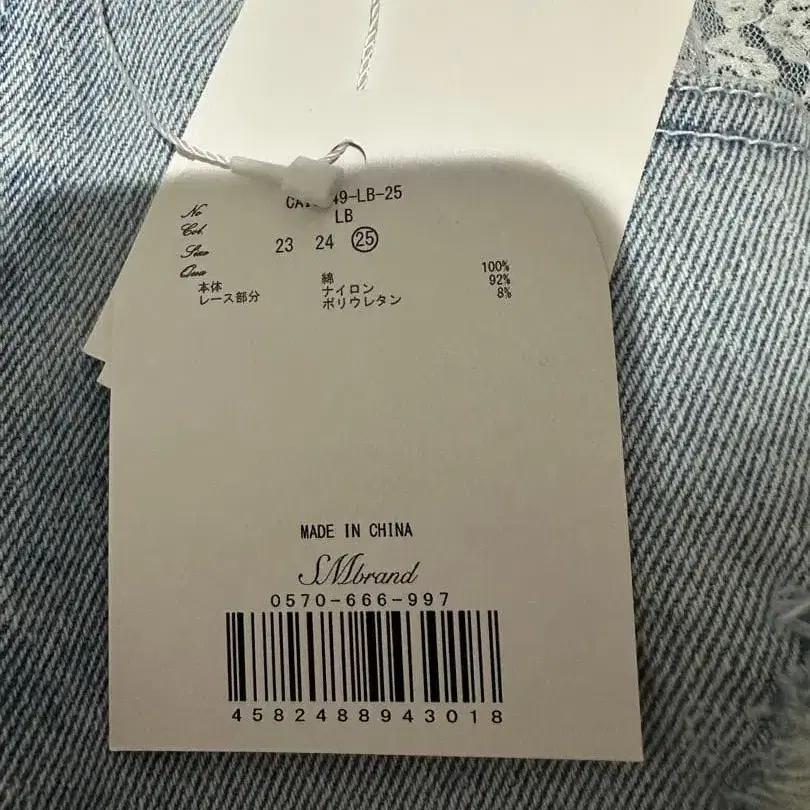 No -LB-25
Col. LB
Size 23 24 25
Qua 100%
本体 綿 92%
レース部分 ナイロン 8%
ポリウレタン
MADE IN CHINA
SMbrand
0570-666-997
4582488943018